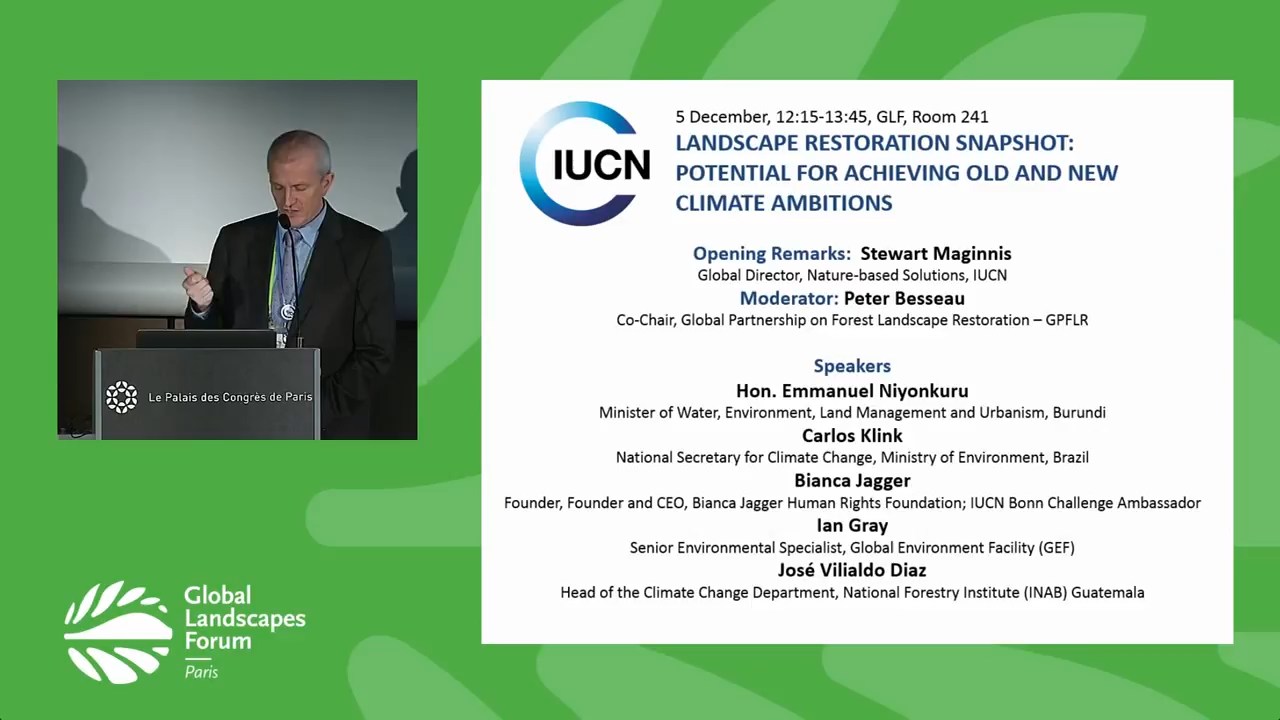 5 December, 12:15-13:45, GLF, Room 241
IUCN
LANDSCAPE RESTORATION SNAPSHOT:
POTENTIAL FOR ACHIEVING OLD AND NEW
CLIMATE AMBITIONS
Opening Remarks: Stewart Maginnis
Global Director, Nature-based Solutions, IUCN
Moderator: Peter Besseau
Co-Chair, Global Partnership on Forest Landscape Restoration – GPFLR
Speakers
Hon. Emmanuel Niyonkuru
Minister of Water, Environment, Land Management and Urbanism, Burundi
Carlos Klink
National Secretary for Climate Change, Ministry of Environment, Brazil
Bianca Jagger
Founder, Founder and CEO, Bianca Jagger Human Rights Foundation; IUCN Bonn Challenge Ambassador
Ian Gray
Senior Environmental Specialist, Global Environment Facility (GEF)
José Vilialdo Diaz
Head of the Climate Change Department, National Forestry Institute (INAB) Guatemala
Le Palais des Congrès de Paris
Global
Landscapes
Forum
Paris